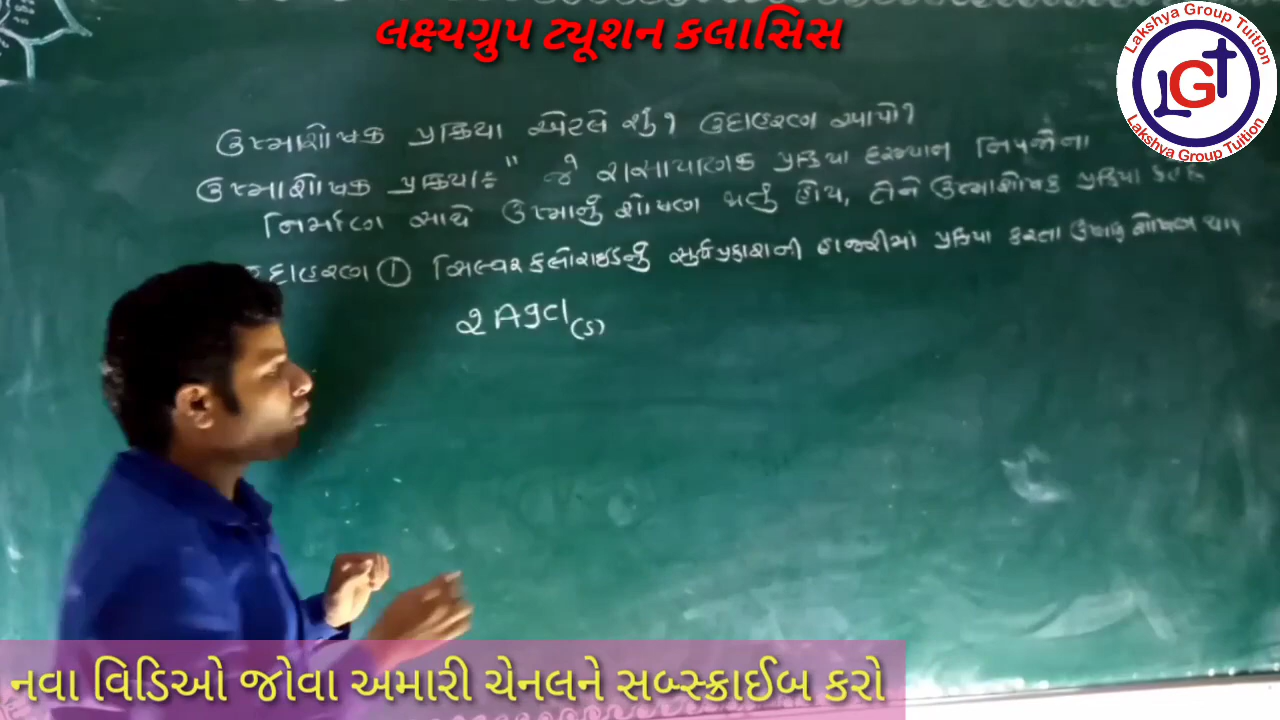 લક્ષ્યગ્રુપ ટ્યૂશન કલાસિસ
Lakshya Group Tuition
LGT
Lakshya Group Tuition
ઉષ્માશોષક પ્રક્રિયા એટલે શું? ઉદાહરણ આપો?
ઉષ્માશોષક પ્રક્રિયાઃ " જે રાસાયણિક પ્રક્રિયા દરમ્યાન નિપજોના
નિર્માણ સાથે ઉષ્માનું શોષણ થતું હોય, તેને ઉષ્માશોષક પ્રક્રિયા કહે
ઉદાહરણ ① સિલ્વર ક્લોરાઇડનું સુર્યપ્રકાશની હાજરીમાં પ્રક્રિયા કરતા ઉષ્માનું શોષણ થાય
2 AgCl(s)
નવા વિડિઓ જોવા અમારી ચેનલને સબ્સ્ક્રાઈબ કરો